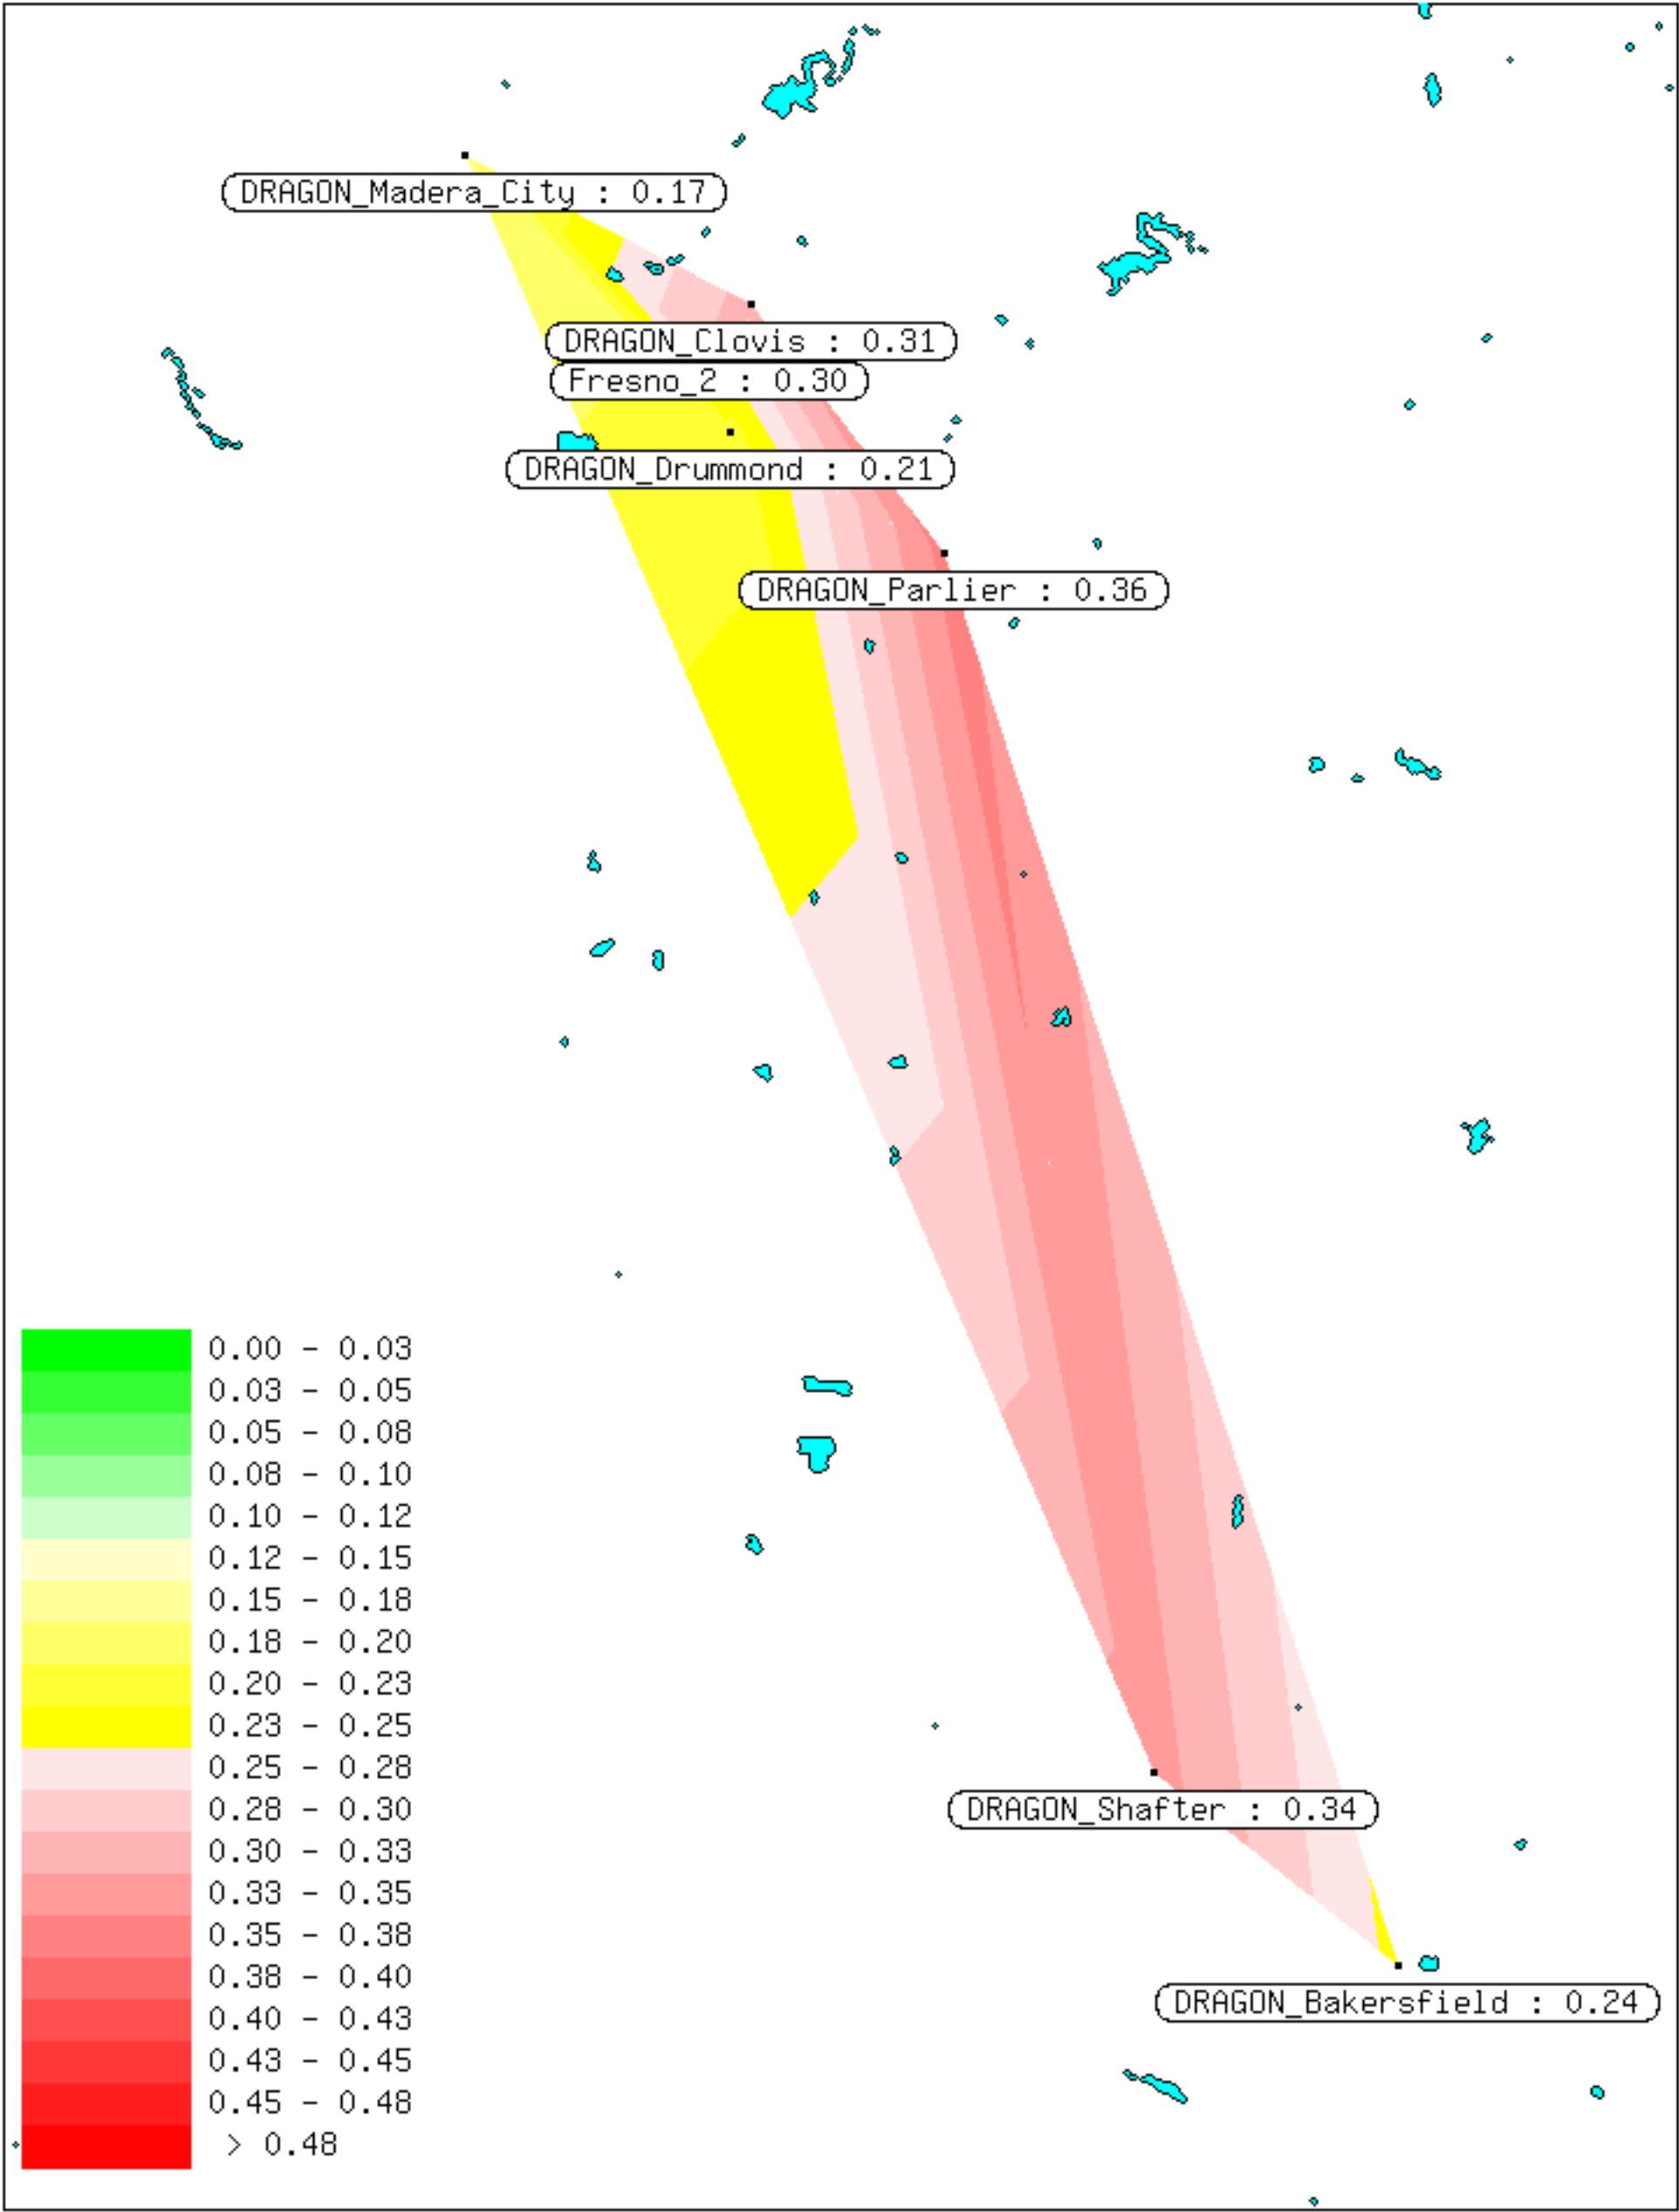 DRAGON_Madera_City : 0.17
DRAGON_Clovis : 0.31
Fresno_2 : 0.30
DRAGON_Drummond : 0.21
DRAGON_Parlier : 0.36
0.00 - 0.03
0.03 - 0.05
0.05 - 0.08
0.08 - 0.10
0.10 - 0.12
0.12 - 0.15
0.15 - 0.18
0.18 - 0.20
0.20 - 0.23
0.23 - 0.25
0.25 - 0.28
0.28 - 0.30
0.30 - 0.33
0.33 - 0.35
0.35 - 0.38
0.38 - 0.40
0.40 - 0.43
0.43 - 0.45
0.45 - 0.48
> 0.48
DRAGON_Shafter : 0.34
DRAGON_Bakersfield : 0.24